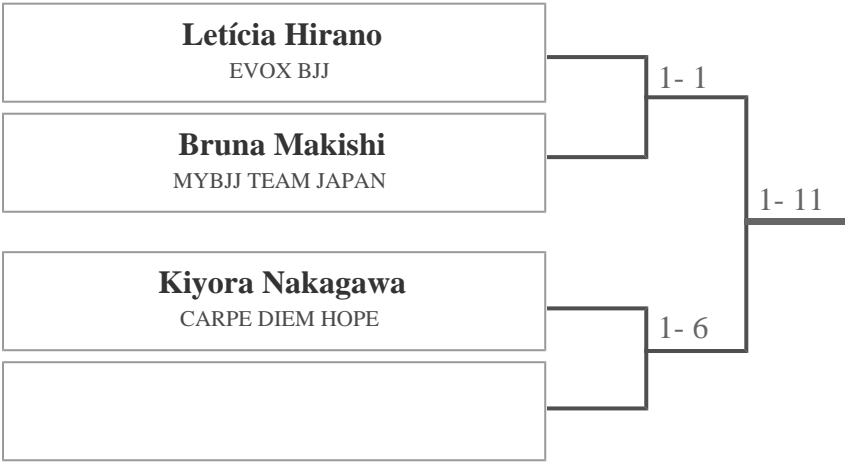 Letícia Hirano
EVOX BJJ
1- 1
Bruna Makishi
MYBJJ TEAM JAPAN
1- 11
Kiyora Nakagawa
CARPE DIEM HOPE
1- 6